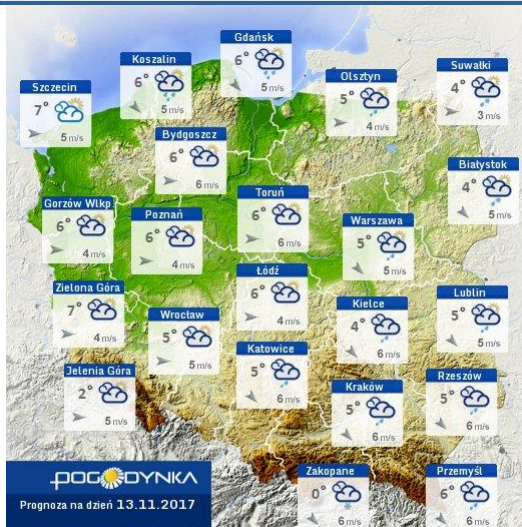 Gdańsk
6°
5 m/s
Koszalin
6°
5 m/s
Suwałki
4°
3 m/s
Olsztyn
5°
4 m/s
Szczecin
7°
5 m/s
Bydgoszcz
6°
6 m/s
Białystok
4°
5 m/s
Toruń
6°
6 m/s
Gorzów Wlkp
6°
4 m/s
Poznań
6°
4 m/s
Warszawa
5°
5 m/s
Łódź
6°
4 m/s
Zielona Góra
7°
4 m/s
Lublin
5°
5 m/s
Kielce
4°
6 m/s
Wrocław
5°
5 m/s
Katowice
5°
6 m/s
Jelenia Góra
2°
5 m/s
Rzeszów
5°
6 m/s
Kraków
5°
6 m/s
Zakopane
0°
6 m/s
Przemyśl
6°
6 m/s
POGODYNKA
Prognoza na dzień 13.11.2017